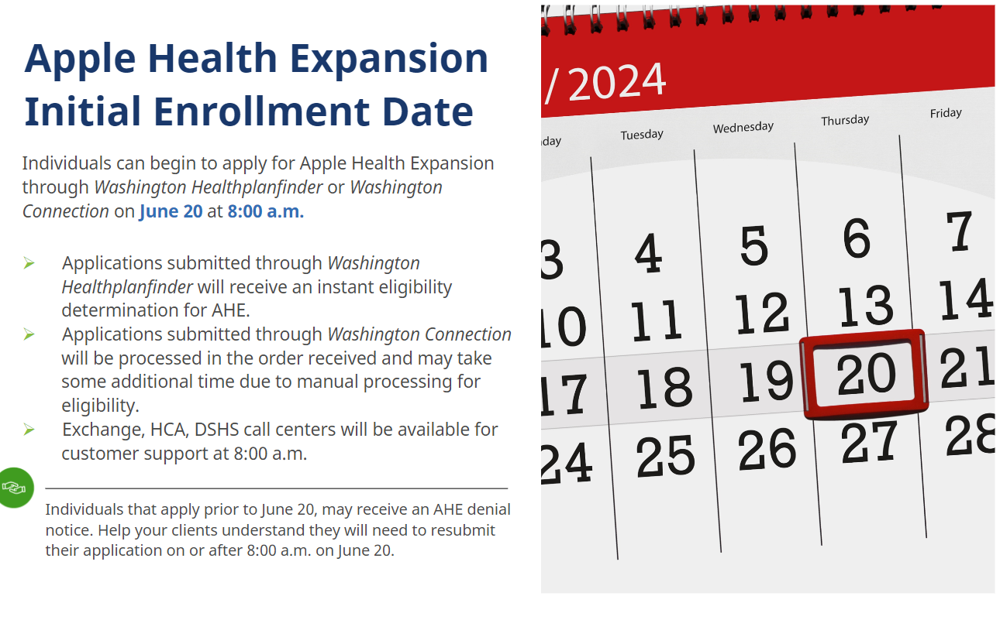 Apple Health Expansion
Initial Enrollment Date
Individuals can begin to apply for Apple Health Expansion
through Washington Healthplanfinder or Washington
Connection on June 20 at 8:00 a.m.
Applications submitted through Washington
Healthplanfinder will receive an instant eligibility
determination for AHE.
Applications submitted through Washington Connection
will be processed in the order received and may take
some additional time due to manual processing for
eligibility.
Exchange, HCA, DSHS call centers will be available for
customer support at 8:00 a.m.
Individuals that apply prior to June 20, may receive an AHE denial
notice. Help your clients understand they will need to resubmit
their application on or after 8:00 a.m. on June 20.
/ 2024
day Tuesday Wednesday Thursday Friday
3 4 5 6 7
10 11 12 13 14
17 18 19 20 21
24 25 26 27 28